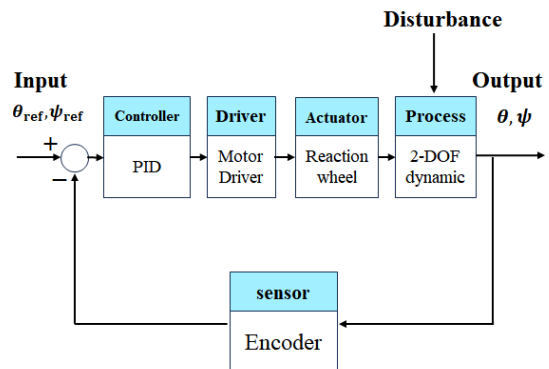 Disturbance
Input
θref,ψref
Output
θ,ψ
+
−
Controller
PID
Driver
Motor
Driver
Actuator
Reaction
wheel
Process
2-DOF
dynamic
sensor
Encoder